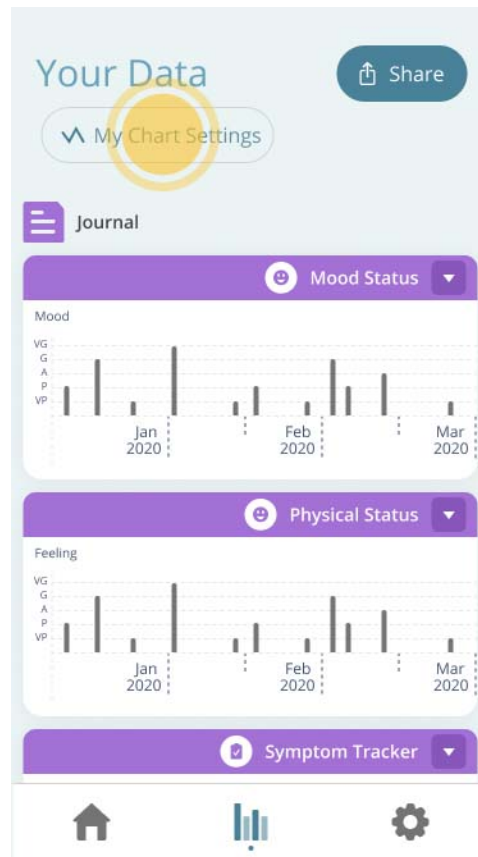 Your Data
Share
My Chart Settings
Journal
Mood Status
Mood
VG
G
A
P
VP
Jan Feb Mar
2020 2020 2020
Physical Status
Feeling
VG
G
A
P
VP
Jan Feb Mar
2020 2020 2020
Symptom Tracker